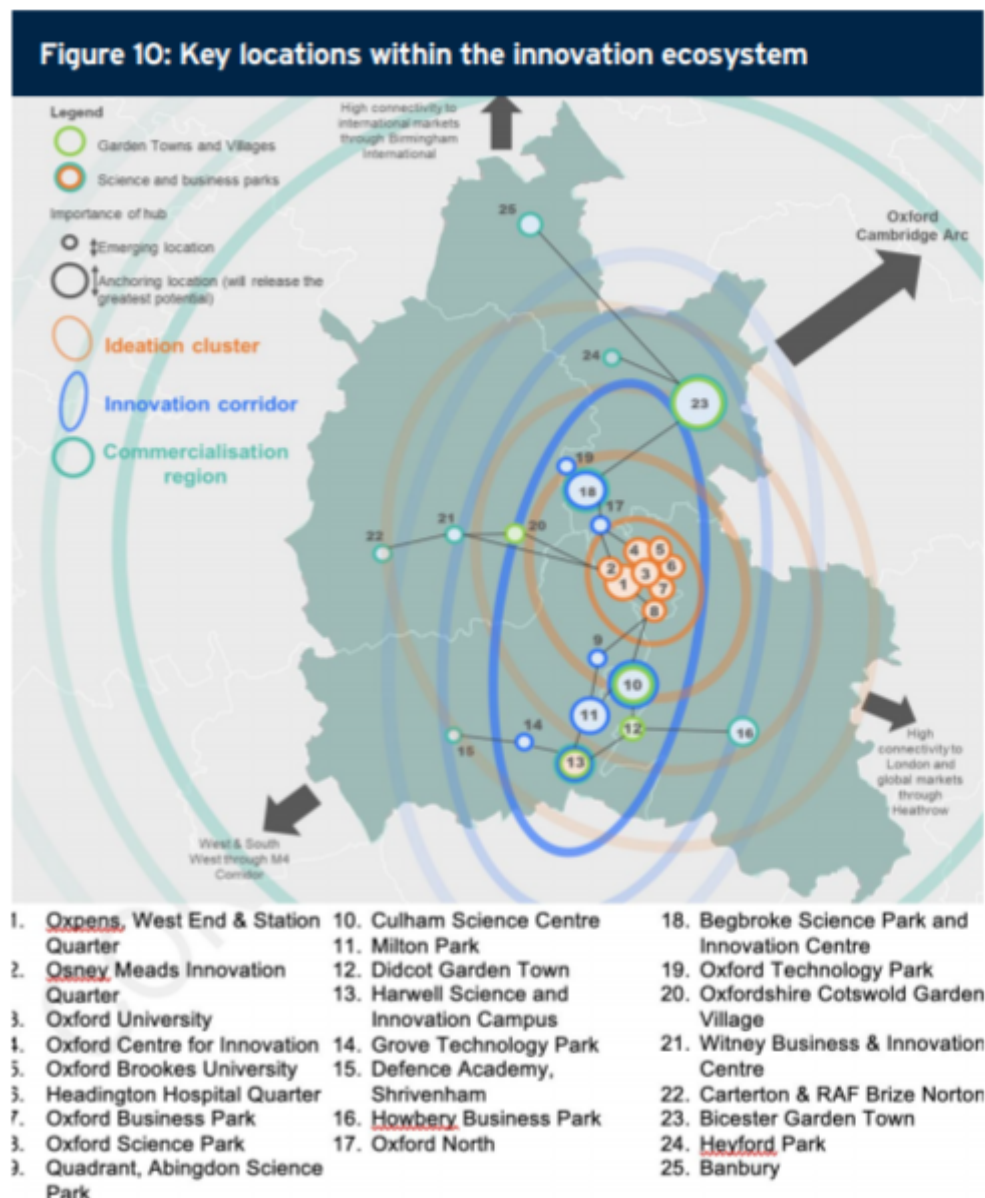 Figure 10: Key locations within the innovation ecosystem
Legend
Garden Towns and Villages
Science and business parks
Importance of hub
Emerging location
Anchoring location (will release the
greatest potential)
Ideation cluster
Innovation corridor
Commercialisation
region
High connectivity to
international markets
through Birmingham
International
Oxford
Cambridge Arc
25
24
23
19
18
17
22
21
20
4
5
2
3
6
1
7
8
9
10
11
12
14
13
15
16
High
connectivity to
London and
global markets
through
Heathrow
West & South
West through M4
Corridor
1. Oxpens, West End & Station
Quarter
2. Osney Meads Innovation
Quarter
3. Oxford University
4. Oxford Centre for Innovation
5. Oxford Brookes University
6. Headington Hospital Quarter
7. Oxford Business Park
8. Oxford Science Park
9. Quadrant, Abingdon Science
Park
10. Culham Science Centre
11. Milton Park
12. Didcot Garden Town
13. Harwell Science and
Innovation Campus
14. Grove Technology Park
15. Defence Academy,
Shrivenham
16. Howbery Business Park
17. Oxford North
18. Begbroke Science Park and
Innovation Centre
19. Oxford Technology Park
20. Oxfordshire Cotswold Garden
Village
21. Witney Business & Innovation
Centre
22. Carterton & RAF Brize Norton
23. Bicester Garden Town
24. Heyford Park
25. Banbury